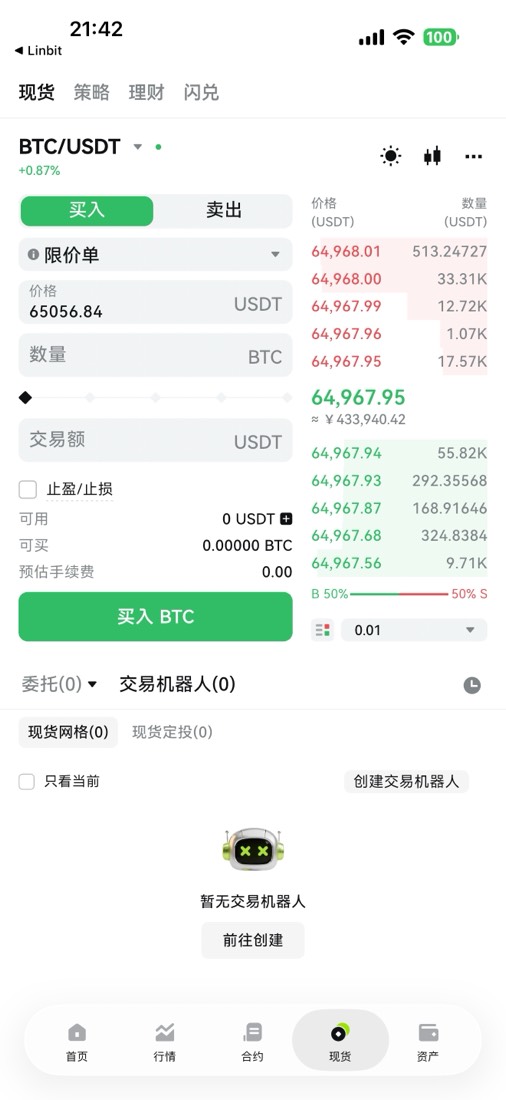 21:42
100
◀ Linbit
现货 策略 理财 闪兑
BTC/USDT
+0.87%
买入 卖出
限价单
价格
65056.84 USDT
数量 BTC
交易额 USDT
止盈/止损
可用 0 USDT
可买 0.00000 BTC
预估手续费 0.00
买入 BTC
价格 数量
(USDT) (USDT)
64,968.01 513.24727
64,968.00 33.31K
64,967.99 12.72K
64,967.96 1.07K
64,967.95 17.57K
64,967.95
≈ ¥433,940.42
64,967.94 55.82K
64,967.93 292.35568
64,967.87 168.91646
64,967.68 324.8384
64,967.56 9.71K
B 50% 50% S
0.01
委托(0) 交易机器人(0)
现货网格(0) 现货定投(0)
只看当前 创建交易机器人
暂无交易机器人
前往创建
首页 行情 合约 现货 资产